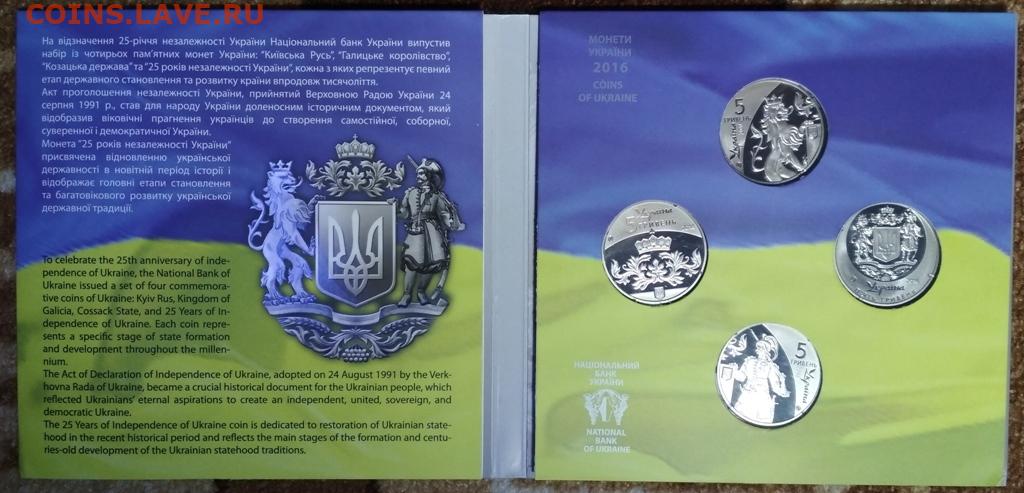 COINS.LAVE.RU
На відзначення 25-річчя незалежності України Національний банк України випустив
набір із чотирьох пам'ятних монет України: "Київська Русь", "Галицьке королівство",
"Козацька держава" та "25 років незалежності України", кожна з яких репрезентує певний
етап державного становлення та розвитку країни впродовж тисячоліття.
Акт проголошення незалежності України, прийнятий Верховною Радою України 24
серпня 1991 р., став для народу України доленосним історичним документом, який
відобразив віковічні прагнення українців до створення самостійної, соборної,
суверенної і демократичної України.
Монета "25 років незалежності України"
присвячена відновленню української
державності в новітній період історії і
відображає головні етапи становлення
та багатовікового розвитку української
державної традиції.
To celebrate the 25th anniversary of inde-
pendence of Ukraine, the National Bank of
Ukraine issued a set of four commemora-
tive coins of Ukraine: Kyiv Rus, Kingdom of
Galicia, Cossack State, and 25 Years of In-
dependence of Ukraine. Each coin repre-
sents a specific stage of state formation
and development throughout the millen-
nium.
The Act of Declaration of Independence of Ukraine, adopted on 24 August 1991 by the Verk-
hovna Rada of Ukraine, became a crucial historical document for the Ukrainian people, which
reflected Ukrainians' eternal aspirations to create an independent, united, sovereign, and
democratic Ukraine.
The 25 Years of Independence of Ukraine coin is dedicated to restoration of Ukrainian state-
hood in the recent historical period and reflects the main stages of the formation and centu-
ries-old development of the Ukrainian statehood traditions.
МОНЕТИ
УКРАЇНИ
2016
COINS
OF UKRAINE
5
ГРИВЕНЬ
Україна
Україна
5 ГРИВЕНЬ
Україна
ГРИВЕНЬ
5
ГРИВЕНЬ
Україна
НАЦІОНАЛЬНИЙ
БАНК
УКРАЇНИ
NATIONAL
BANK
OF UKRAINE